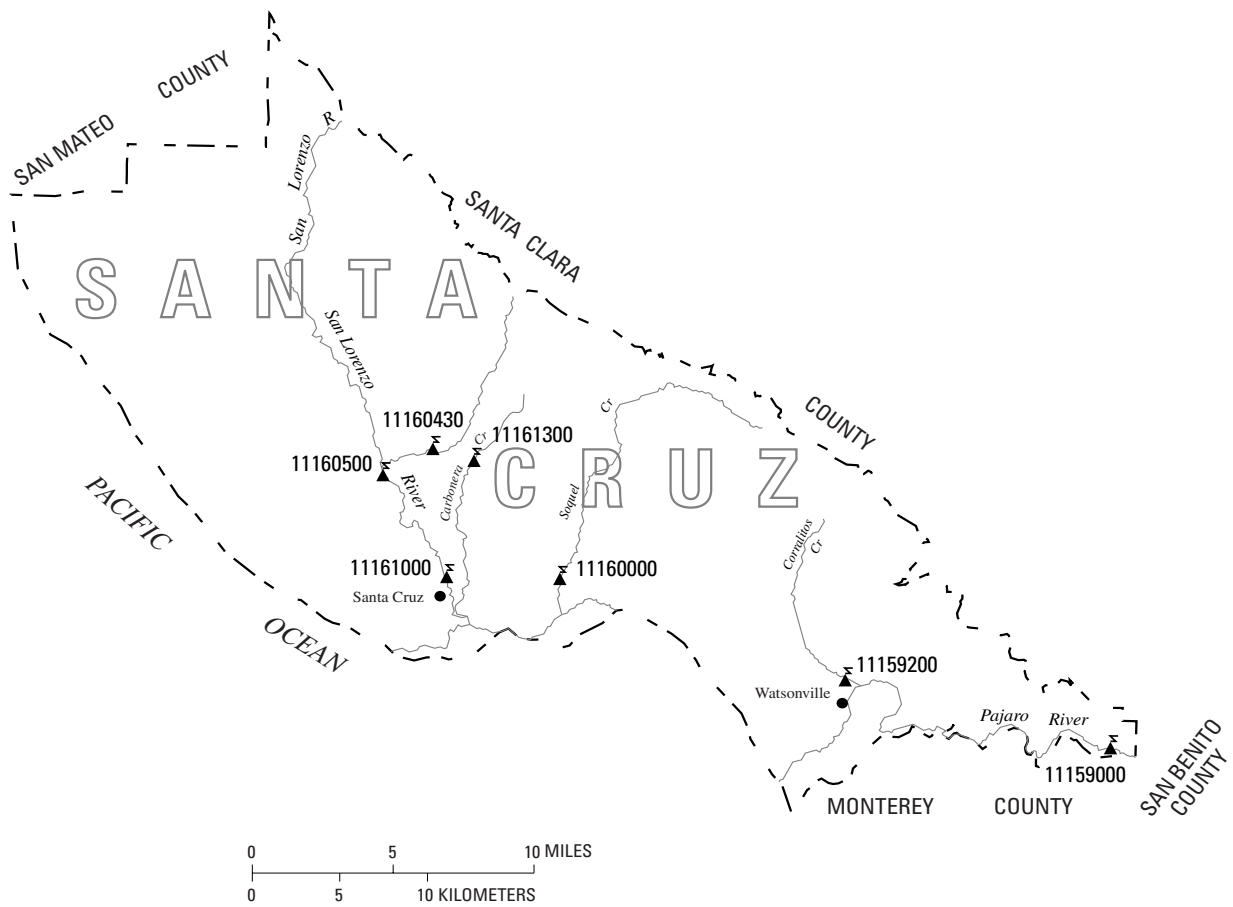 COUNTY
SAN MATEO
R
Lorenzo
San
SANTA CLARA
SANTA
San Lorenzo
COUNTY
Cr
11160430
Cr
11161300
11160500
CRUZ
River
Carbonera
Soquel
PACIFIC
Corralitos
Cr
11161000
11160000
Santa Cruz
OCEAN
11159200
Watsonville
Pajaro River
11159000
SAN BENITO
COUNTY
MONTEREY COUNTY
0 5 10 MILES
0 5 10 KILOMETERS